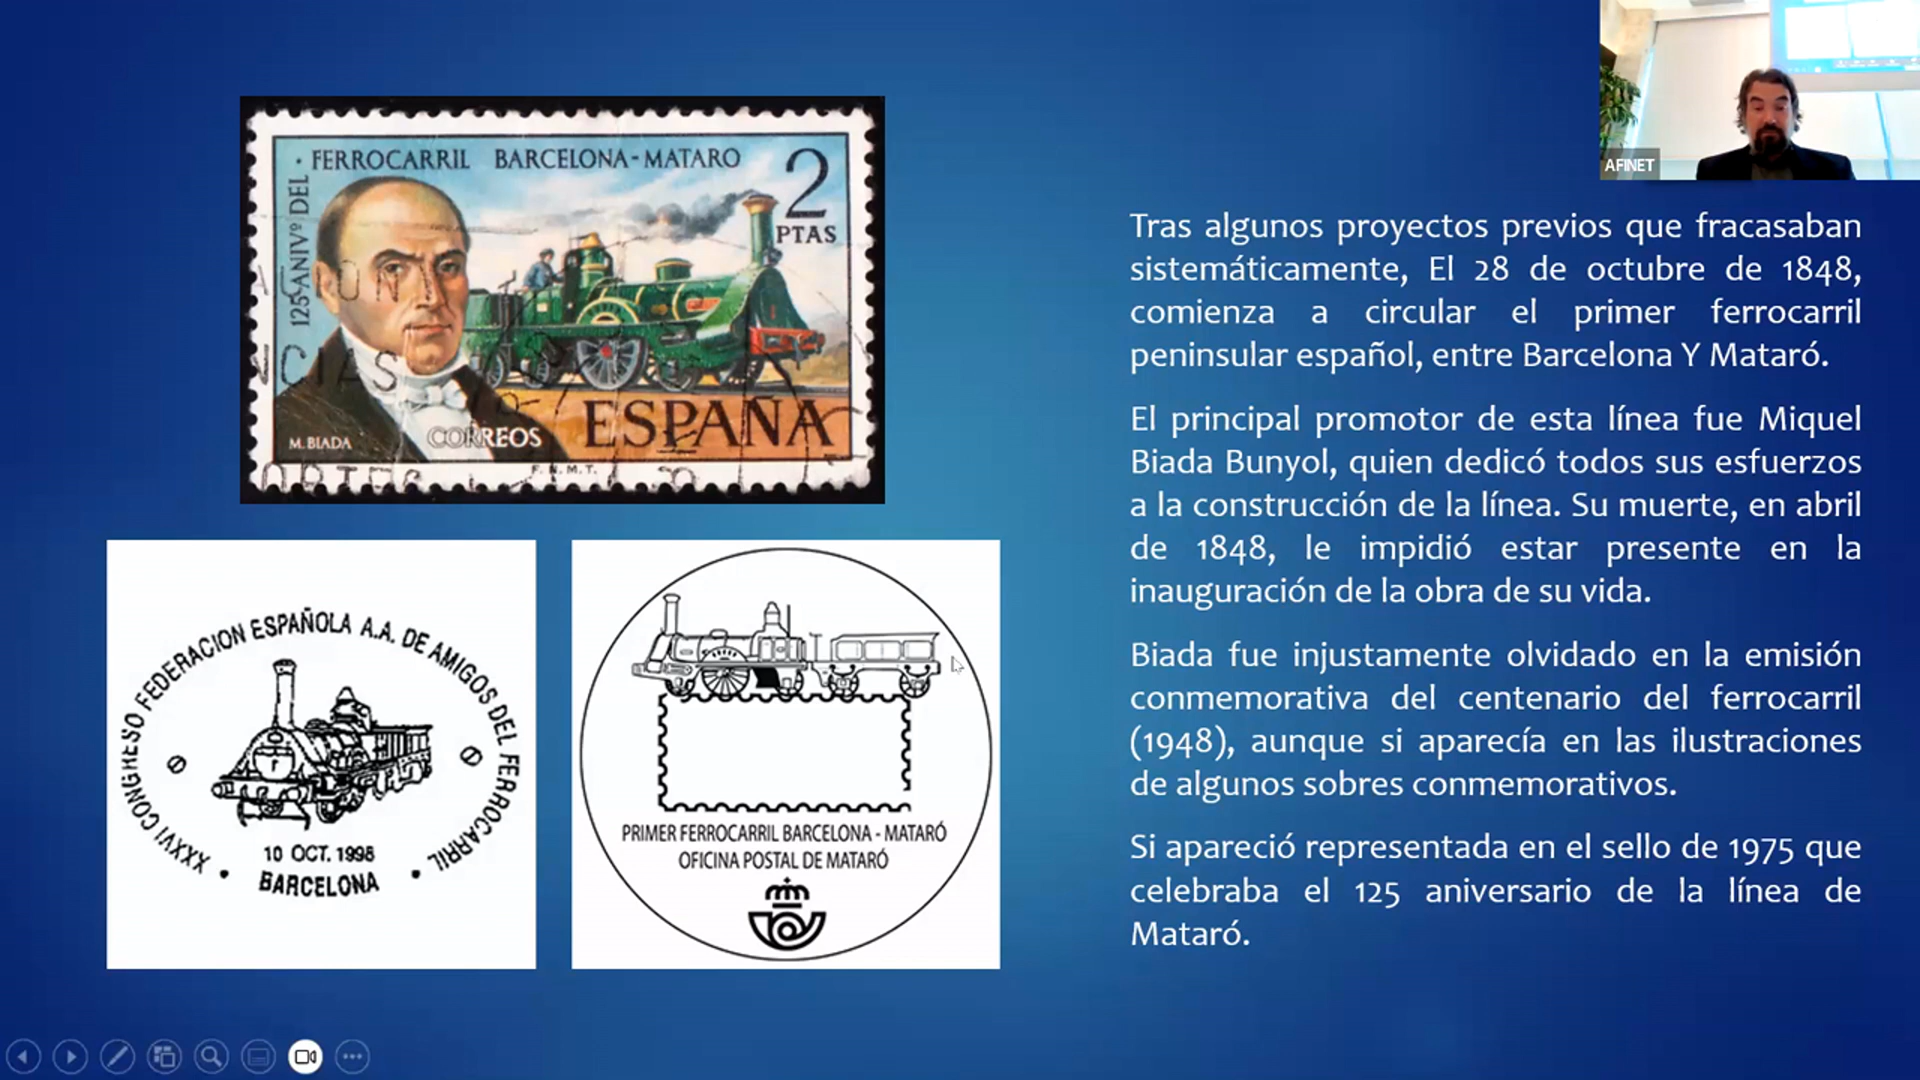 125 ANIVº DEL
· FERROCARRIL BARCELONA-MATARO
2
PTAS
M. BIADA
CORREOS
ESPAÑA
F. N. M. T.
XXXVI CONGRESO FEDERACION ESPAÑOLA A.A. DE AMIGOS DEL FERROCARRIL
10 OCT. 1998
BARCELONA
PRIMER FERROCARRIL BARCELONA - MATARÓ
OFICINA POSTAL DE MATARÓ
AFINET
Tras algunos proyectos previos que fracasaban
sistemáticamente, El 28 de octubre de 1848,
comienza a circular el primer ferrocarril
peninsular español, entre Barcelona Y Mataró.
El principal promotor de esta línea fue Miquel
Biada Bunyol, quien dedicó todos sus esfuerzos
a la construcción de la línea. Su muerte, en abril
de 1848, le impidió estar presente en la
inauguración de la obra de su vida.
Biada fue injustamente olvidado en la emisión
conmemorativa del centenario del ferrocarril
(1948), aunque si aparecía en las ilustraciones
de algunos sobres conmemorativos.
Si apareció representada en el sello de 1975 que
celebraba el 125 aniversario de la línea de
Mataró.